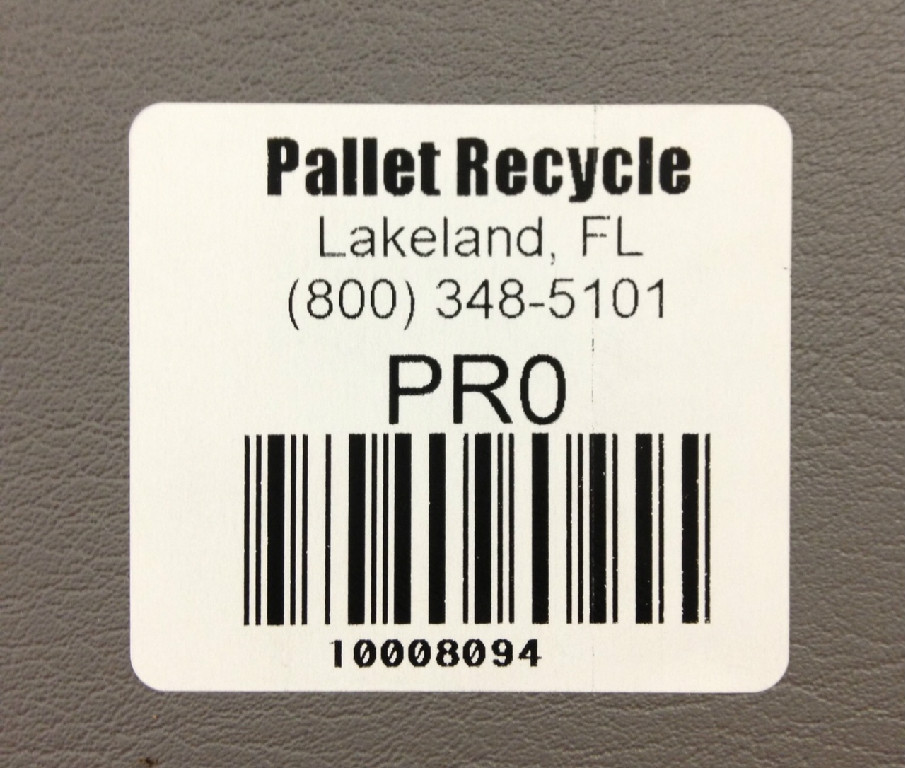 Pallet Recycle
Lakeland, FL
(800) 348-5101
PR0
10008094